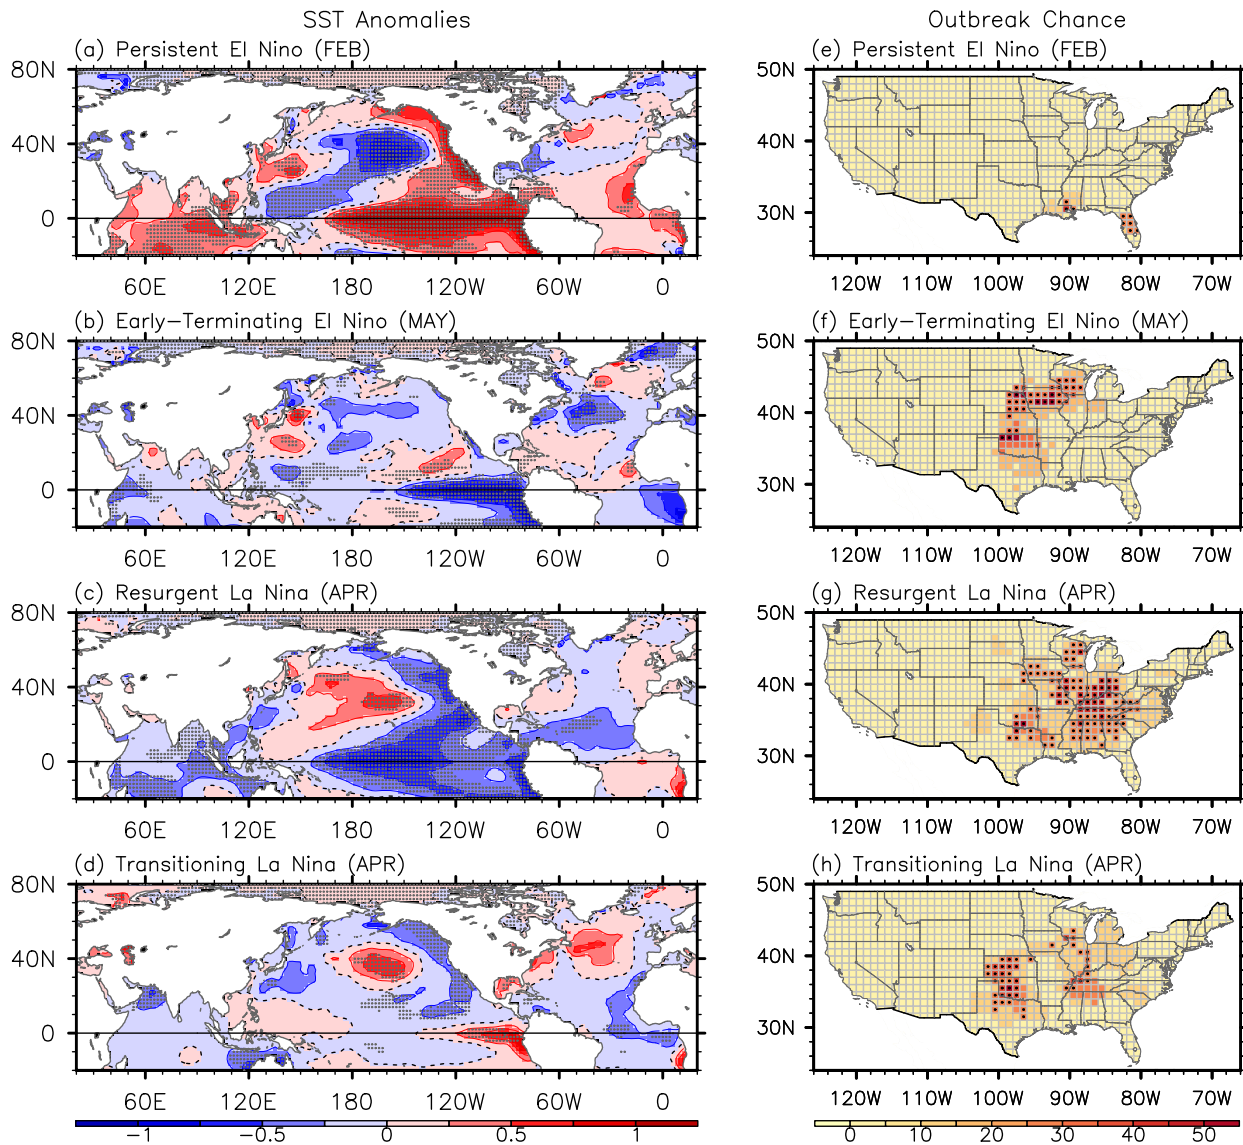 SST Anomalies
Outbreak Chance
(a) Persistent El Nino (FEB)
80N
40N
0
60E 120E 180 120W 60W 0
(e) Persistent El Nino (FEB)
50N
40N
30N
120W 110W 100W 90W 80W 70W
(b) Early-Terminating El Nino (MAY)
80N
40N
0
60E 120E 180 120W 60W 0
(f) Early-Terminating El Nino (MAY)
50N
40N
30N
120W 110W 100W 90W 80W 70W
(c) Resurgent La Nina (APR)
80N
40N
0
60E 120E 180 120W 60W 0
(g) Resurgent La Nina (APR)
50N
40N
30N
120W 110W 100W 90W 80W 70W
(d) Transitioning La Nina (APR)
80N
40N
0
60E 120E 180 120W 60W 0
(h) Transitioning La Nina (APR)
50N
40N
30N
120W 110W 100W 90W 80W 70W
-1 -0.5 0 0.5 1
0 10 20 30 40 50